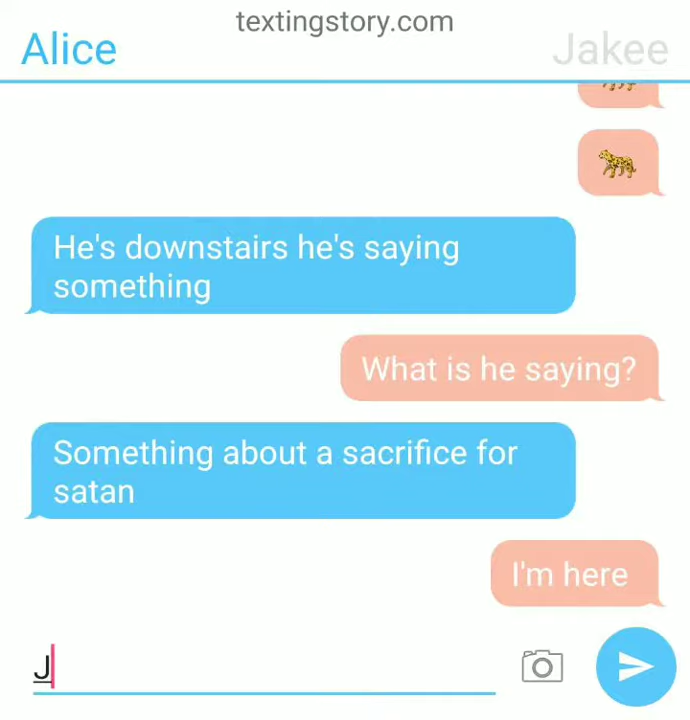 textingstory.com
Alice
Jakee
He's downstairs he's saying
something
What is he saying?
Something about a sacrifice for
satan
I'm here
J